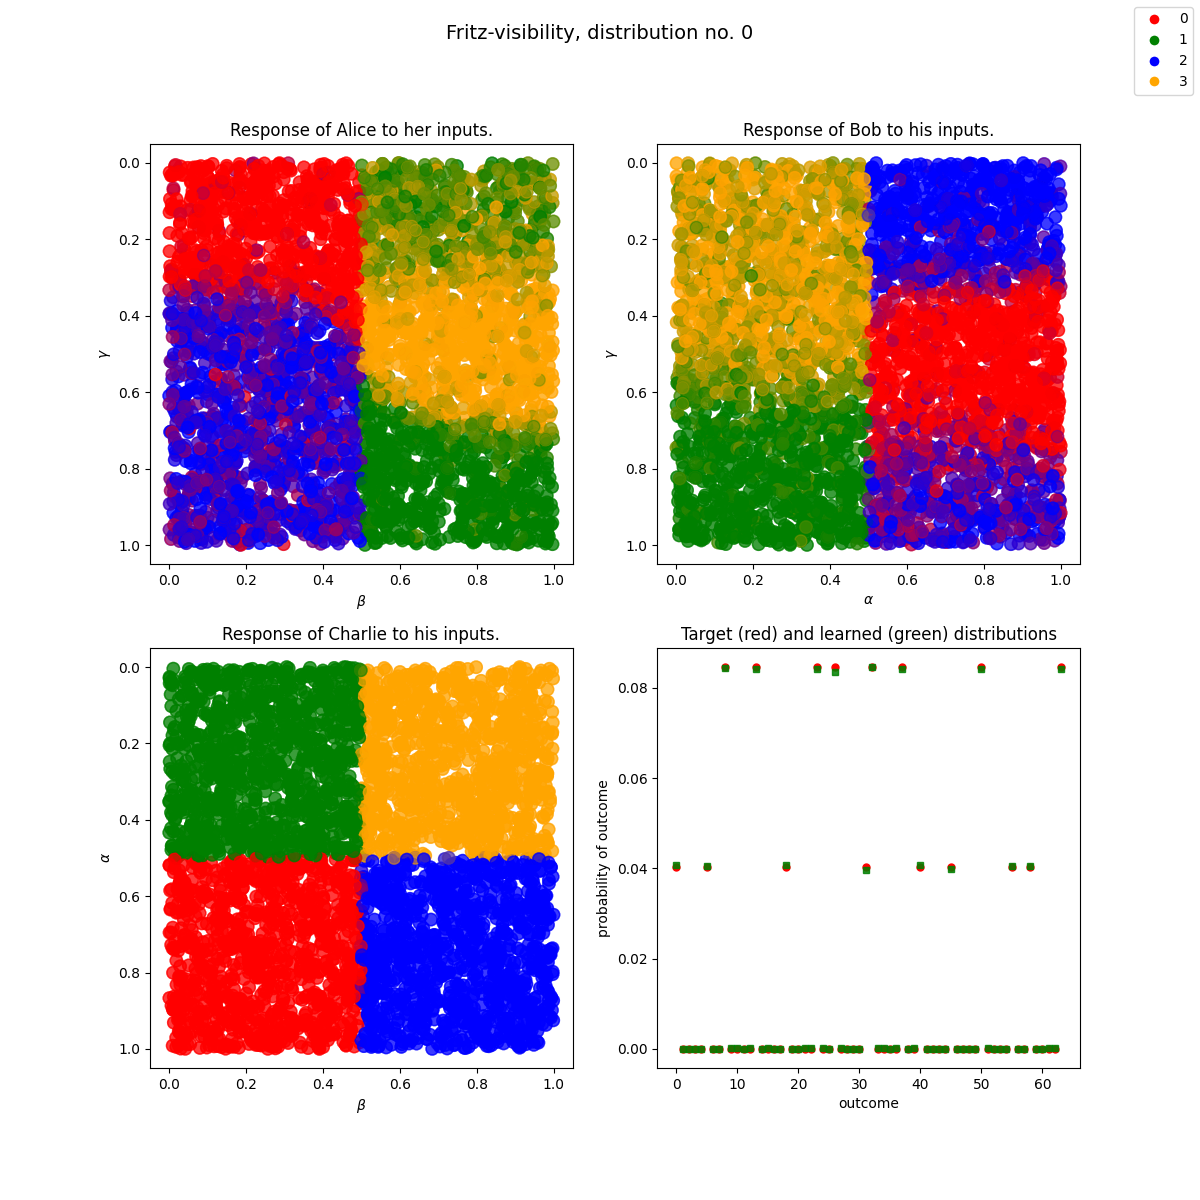 Fritz-visibility, distribution no. 0
0
1
2
3
Response of Alice to her inputs.
0.0
0.2
0.4
0.6
0.8
1.0
γ
0.0 0.2 0.4 0.6 0.8 1.0
β
Response of Bob to his inputs.
0.0
0.2
0.4
0.6
0.8
1.0
γ
0.0 0.2 0.4 0.6 0.8 1.0
α
Response of Charlie to his inputs.
0.0
0.2
0.4
0.6
0.8
1.0
α
0.0 0.2 0.4 0.6 0.8 1.0
β
Target (red) and learned (green) distributions
0.08
0.06
0.04
0.02
0.00
probability of outcome
0 10 20 30 40 50 60
outcome